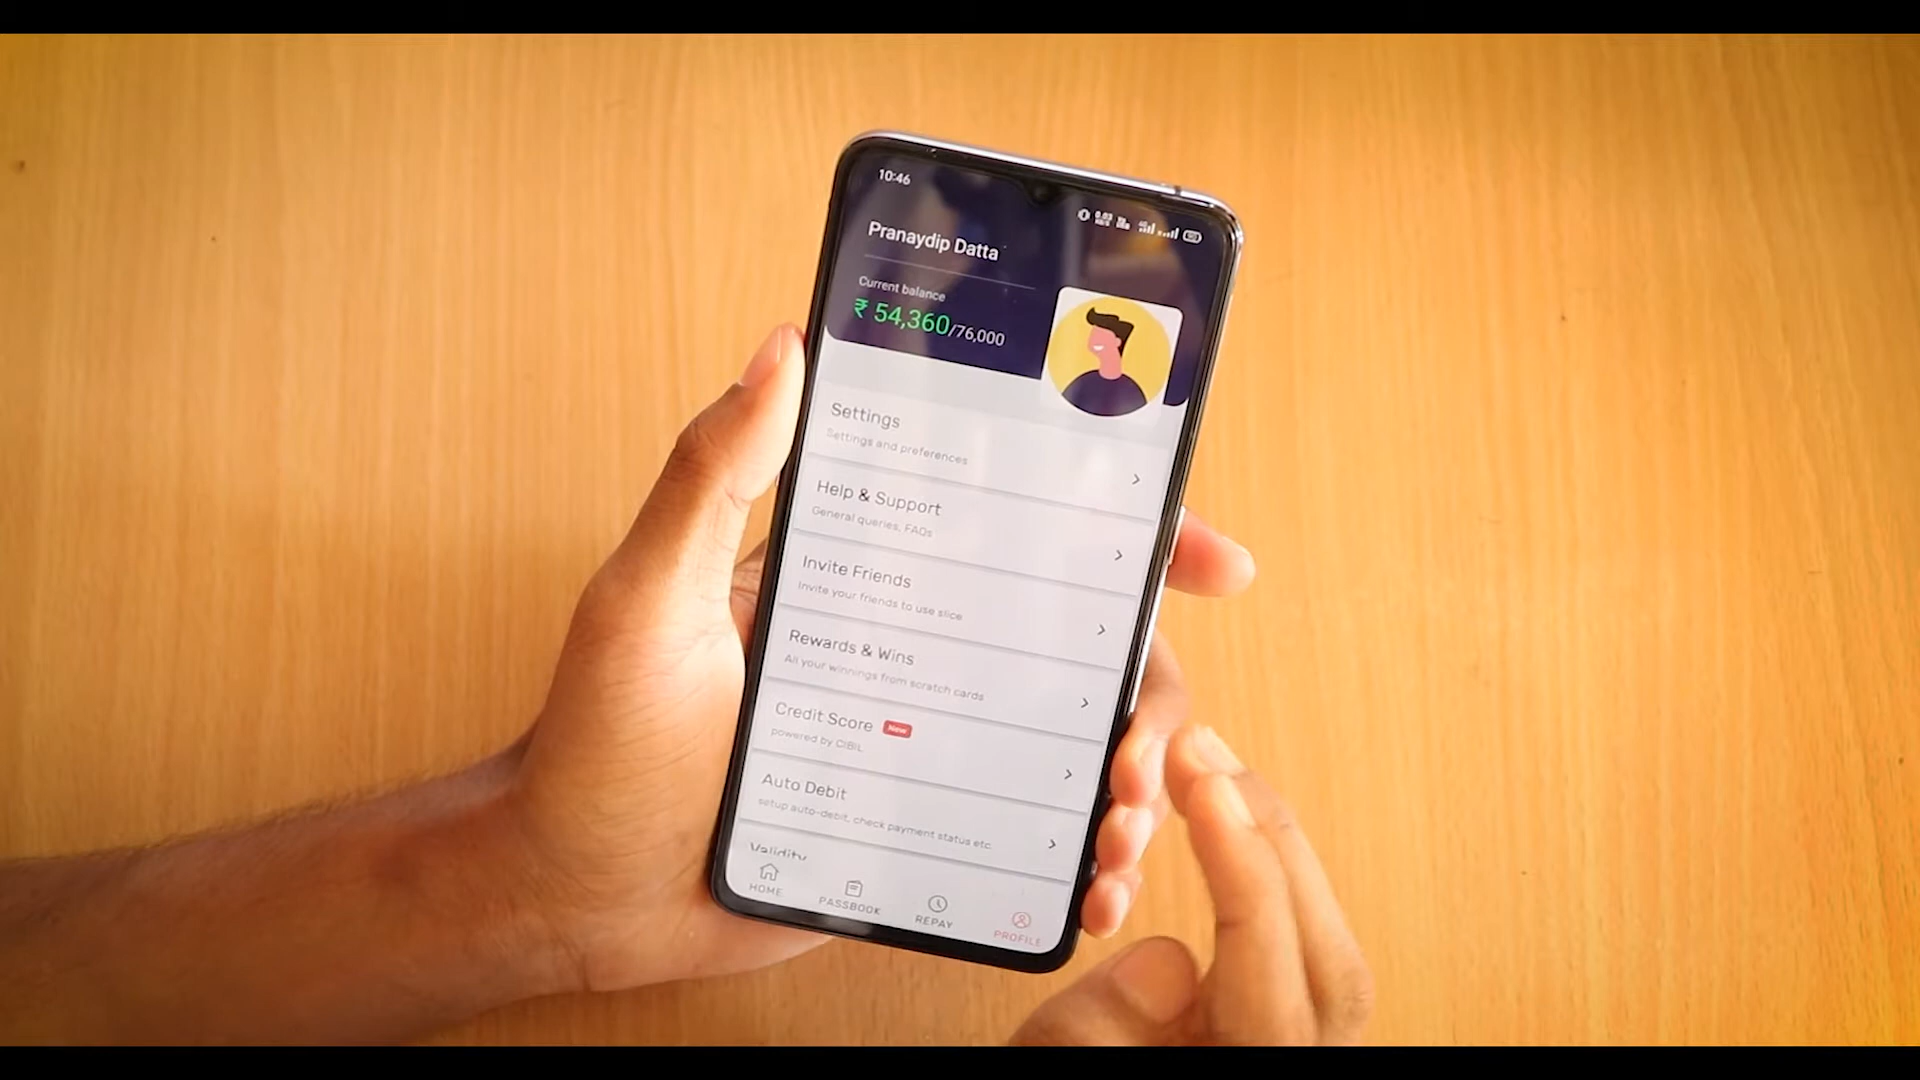 10:46
Pranaydip Datta
Current balance
₹ 54,360/76,000
Settings
Settings and preferences
Help & Support
General queries, FAQs
Invite Friends
Invite your friends to use slice
Rewards & Wins
All your winnings from scratch cards
Credit Score New
powered by CIBIL
Auto Debit
setup auto-debit, check payment status etc
Validity
HOME
PASSBOOK
REPAY
PROFILE